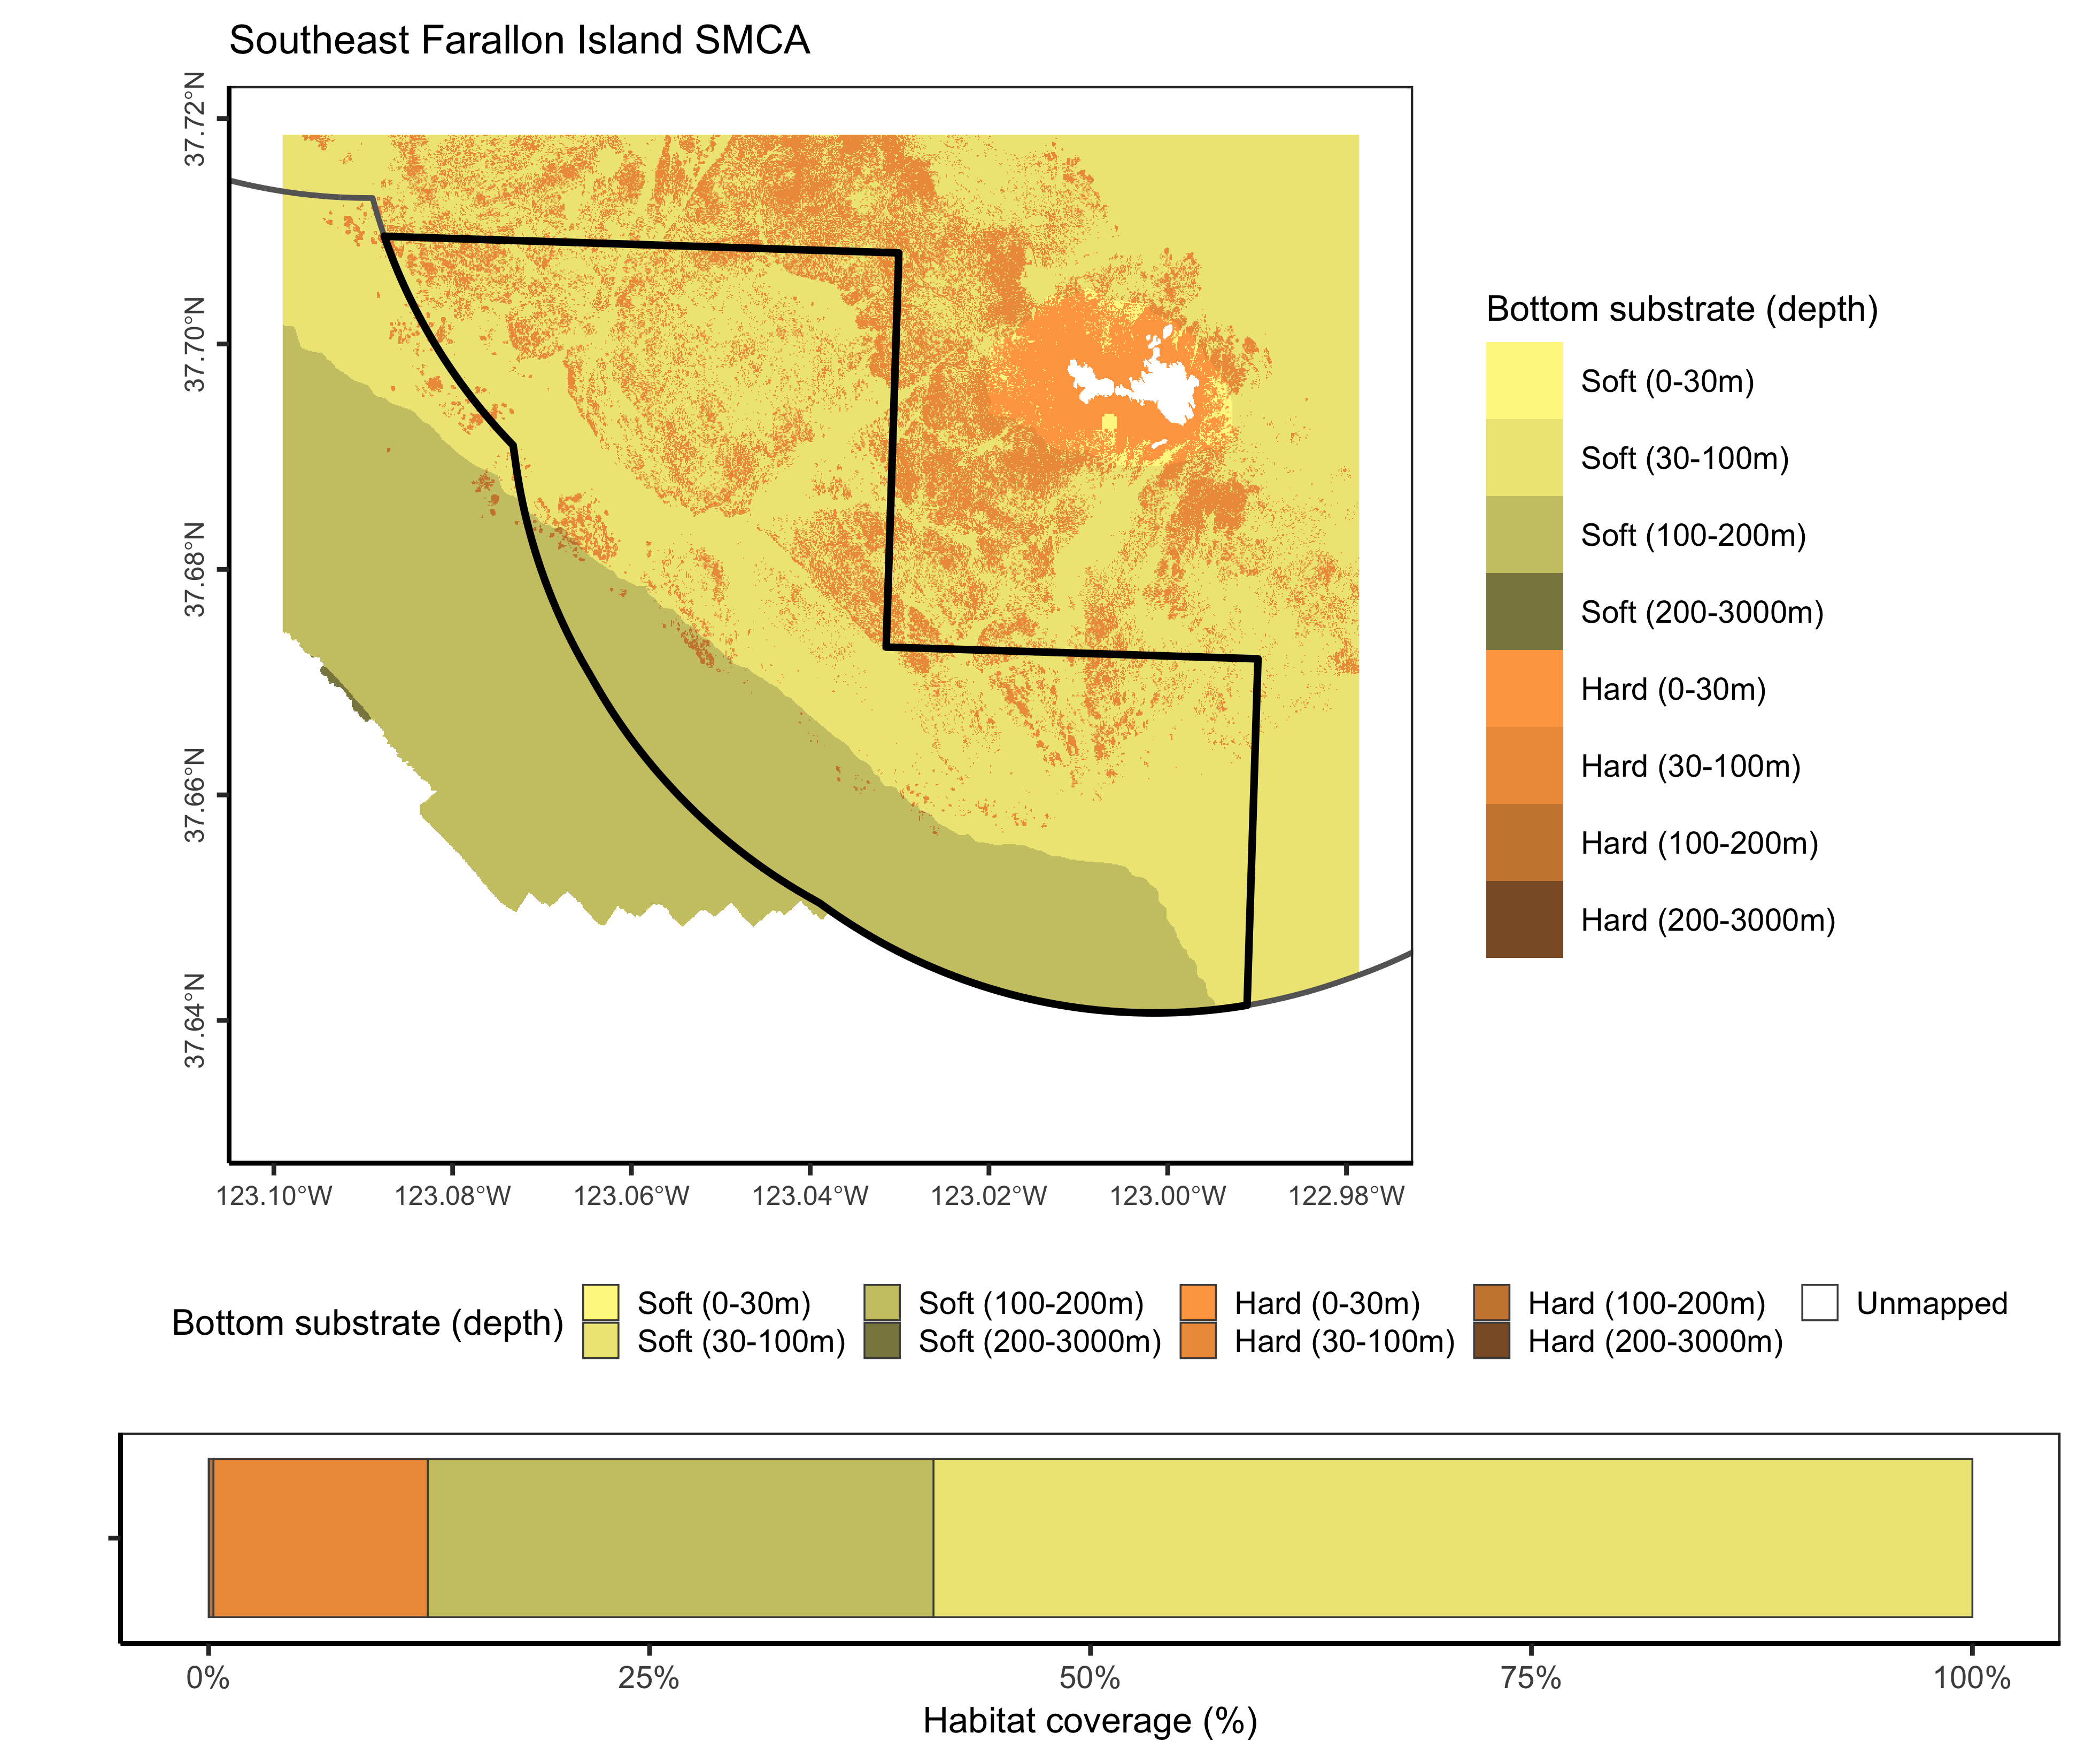 Southeast Farallon Island SMCA
37.72°N
37.70°N
37.68°N
37.66°N
37.64°N
123.10°W 123.08°W 123.06°W 123.04°W 123.02°W 123.00°W 122.98°W
Bottom substrate (depth)
Soft (0-30m)
Soft (30-100m)
Soft (100-200m)
Soft (200-3000m)
Hard (0-30m)
Hard (30-100m)
Hard (100-200m)
Hard (200-3000m)
Bottom substrate (depth)
Soft (0-30m) Soft (100-200m) Hard (0-30m) Hard (100-200m) Unmapped
Soft (30-100m) Soft (200-3000m) Hard (30-100m) Hard (200-3000m)
0% 25% 50% 75% 100%
Habitat coverage (%)